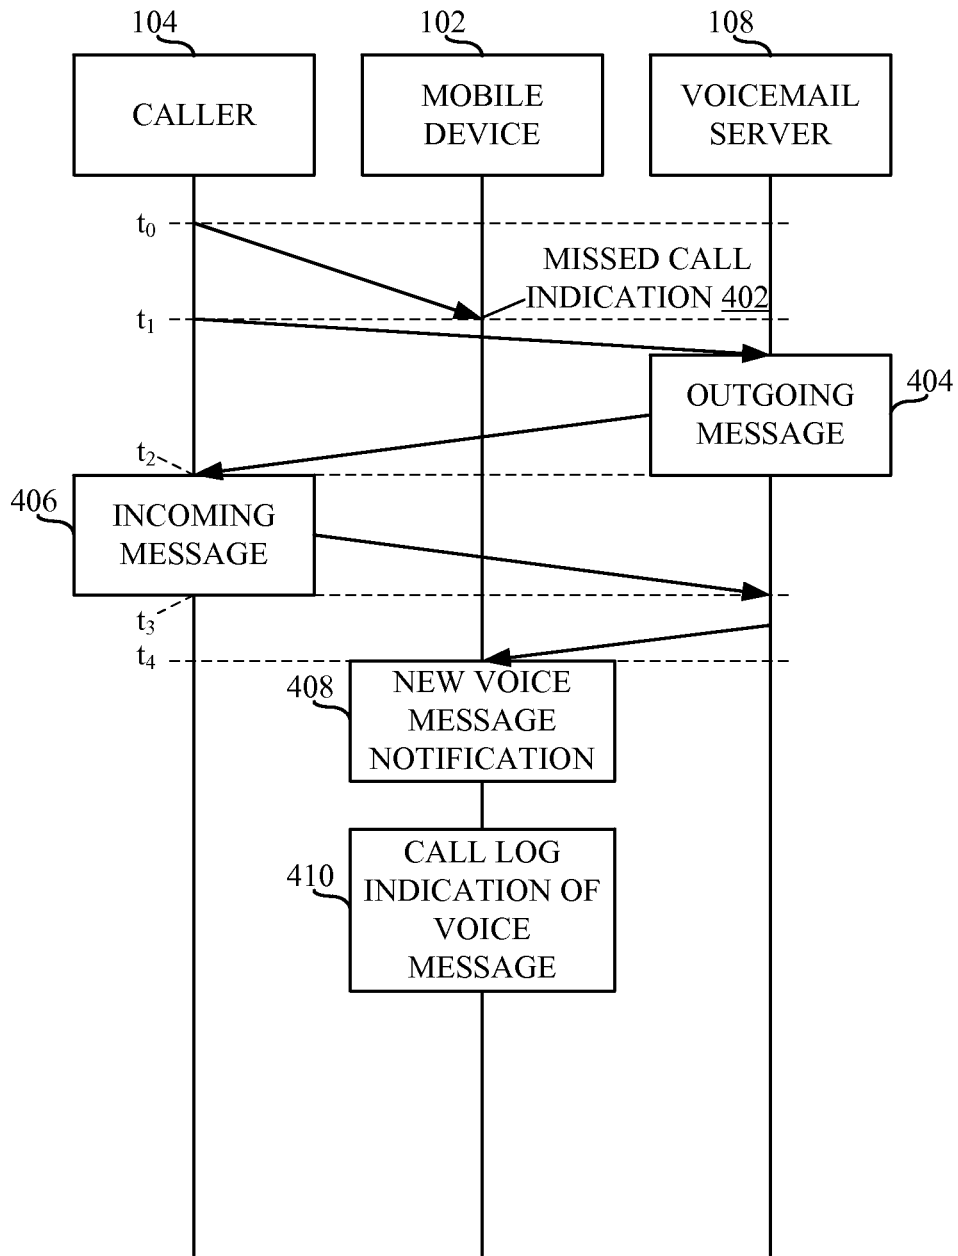 104
102
108
CALLER
MOBILE
DEVICE
VOICEMAIL
SERVER
t0
MISSED CALL
INDICATION 402
t1
OUTGOING
MESSAGE
404
t2
406
INCOMING
MESSAGE
t3
t4
408
NEW VOICE
MESSAGE
NOTIFICATION
410
CALL LOG
INDICATION OF
VOICE
MESSAGE